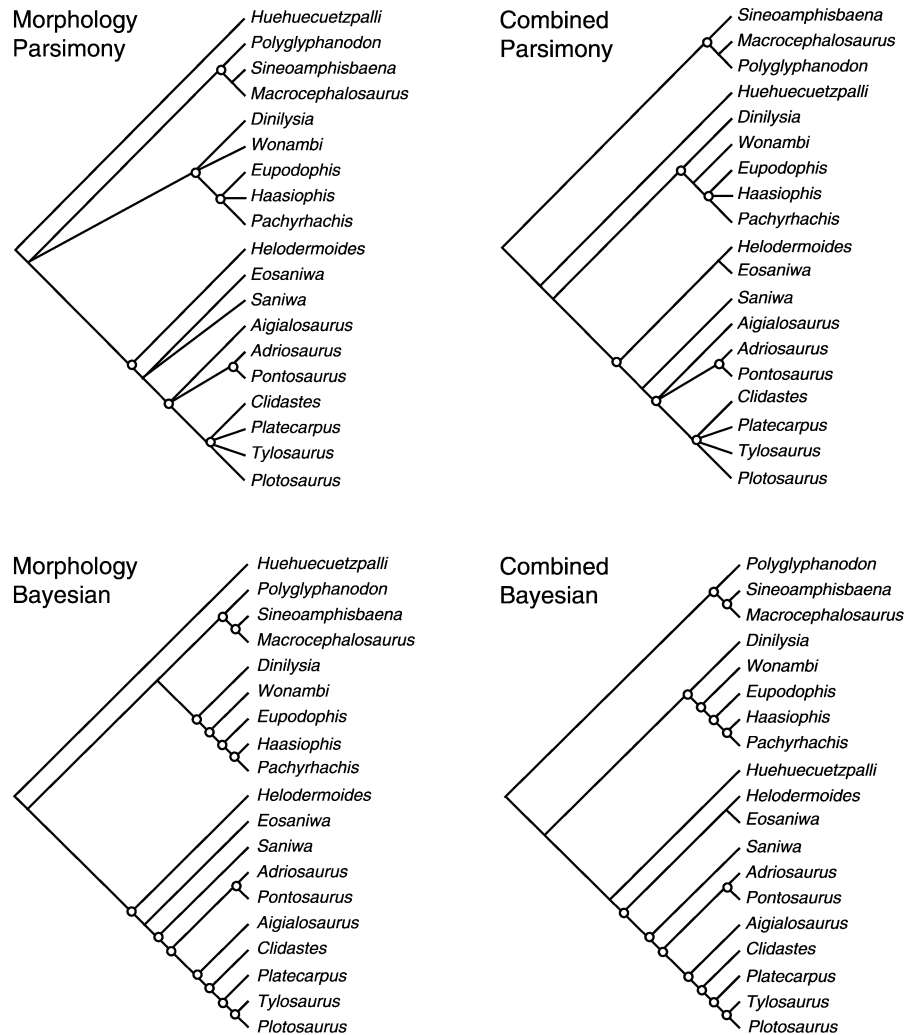 Morphology
Parsimony
Huehuecuetzpalli
Polyglyphanodon
Sineoamphisbaena
Macrocephalosaurus
Dinilysia
Wonambi
Eupodophis
Haasiophis
Pachyrhachis
Helodermoides
Eosaniwa
Saniwa
Aigialosaurus
Adriosaurus
Pontosaurus
Clidastes
Platecarpus
Tylosaurus
Plotosaurus
Combined
Parsimony
Sineoamphisbaena
Macrocephalosaurus
Polyglyphanodon
Huehuecuetzpalli
Dinilysia
Wonambi
Eupodophis
Haasiophis
Pachyrhachis
Helodermoides
Eosaniwa
Saniwa
Aigialosaurus
Adriosaurus
Pontosaurus
Clidastes
Platecarpus
Tylosaurus
Plotosaurus
Morphology
Bayesian
Huehuecuetzpalli
Polyglyphanodon
Sineoamphisbaena
Macrocephalosaurus
Dinilysia
Wonambi
Eupodophis
Haasiophis
Pachyrhachis
Helodermoides
Eosaniwa
Saniwa
Adriosaurus
Pontosaurus
Aigialosaurus
Clidastes
Platecarpus
Tylosaurus
Plotosaurus
Combined
Bayesian
Polyglyphanodon
Sineoamphisbaena
Macrocephalosaurus
Dinilysia
Wonambi
Eupodophis
Haasiophis
Pachyrhachis
Huehuecuetzpalli
Helodermoides
Eosaniwa
Saniwa
Adriosaurus
Pontosaurus
Aigialosaurus
Clidastes
Platecarpus
Tylosaurus
Plotosaurus